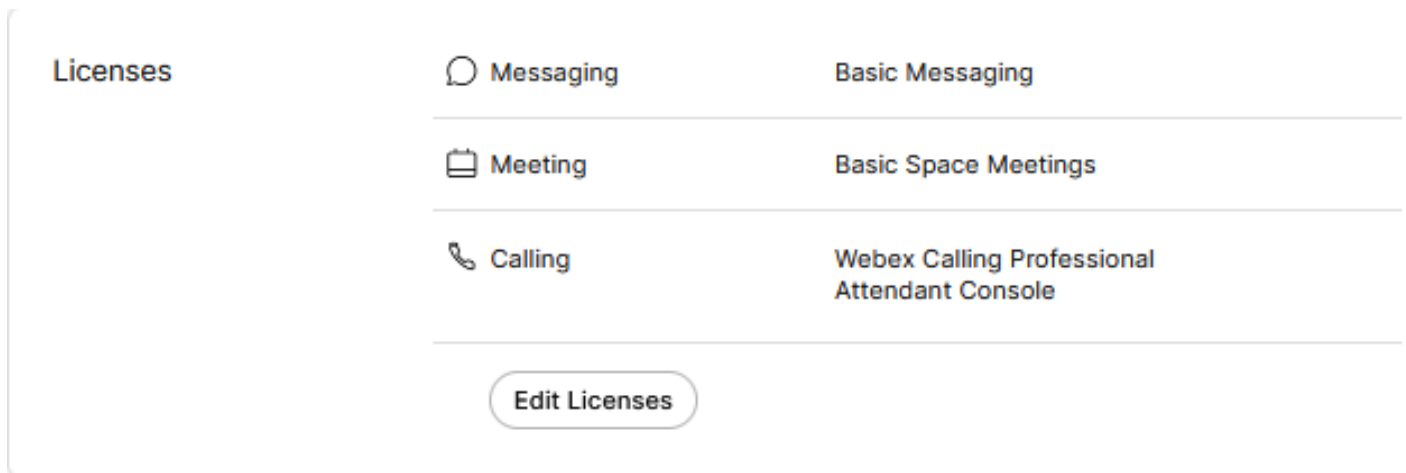 Licenses
Messaging
Basic Messaging
Meeting
Basic Space Meetings
Calling
Webex Calling Professional
Attendant Console
Edit Licenses